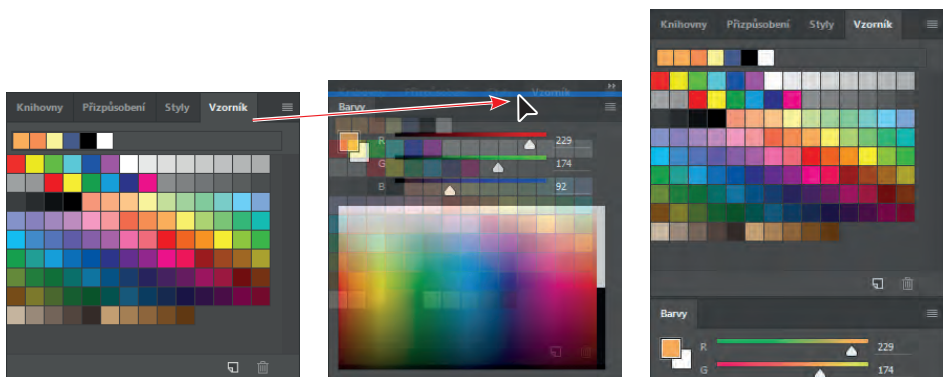 Knihovny Přizpůsobení Styly Vzorník
Vzorník
Barvy
R 229
G 174
B 92
Knihovny Přizpůsobení Styly Vzorník
Barvy
R 229
G 174